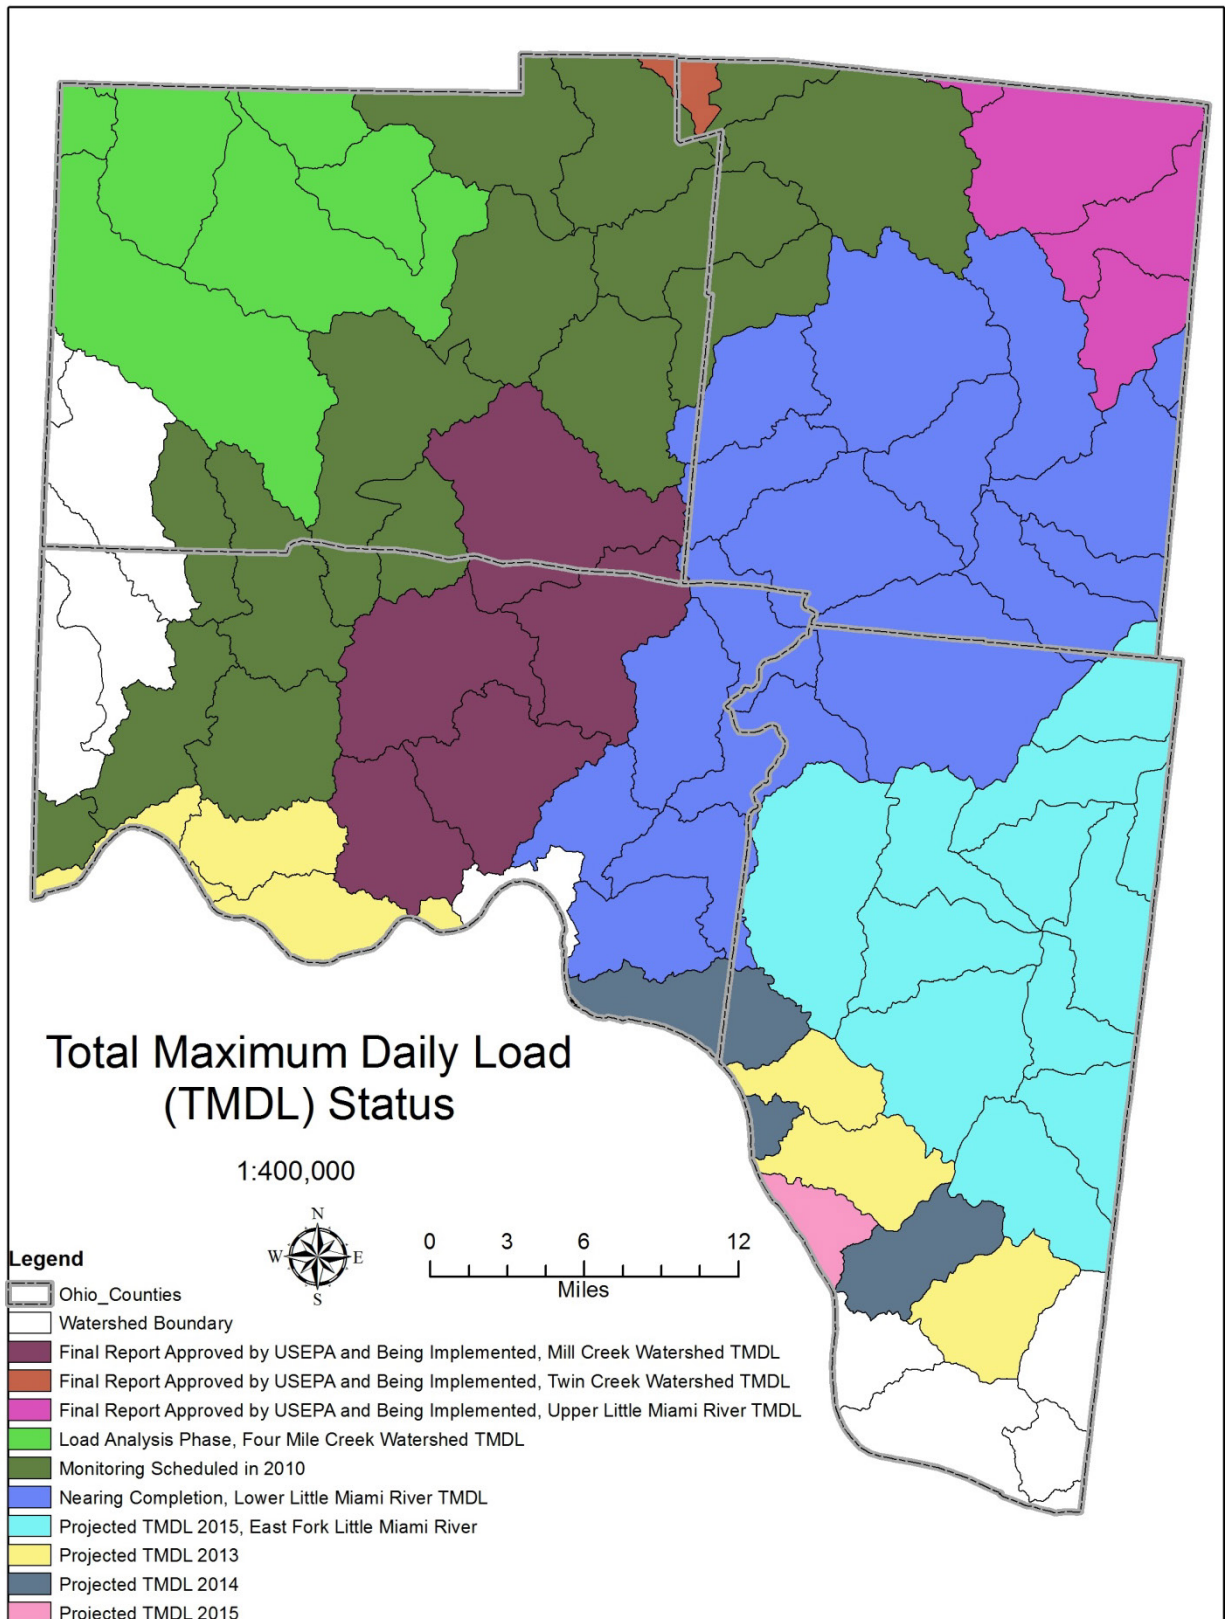 Total Maximum Daily Load
(TMDL) Status
1:400,000
N
W E
S
0 3 6 12
Miles
Legend
Ohio_Counties
Watershed Boundary
Final Report Approved by USEPA and Being Implemented, Mill Creek Watershed TMDL
Final Report Approved by USEPA and Being Implemented, Twin Creek Watershed TMDL
Final Report Approved by USEPA and Being Implemented, Upper Little Miami River TMDL
Load Analysis Phase, Four Mile Creek Watershed TMDL
Monitoring Scheduled in 2010
Nearing Completion, Lower Little Miami River TMDL
Projected TMDL 2015, East Fork Little Miami River
Projected TMDL 2013
Projected TMDL 2014
Projected TMDL 2015